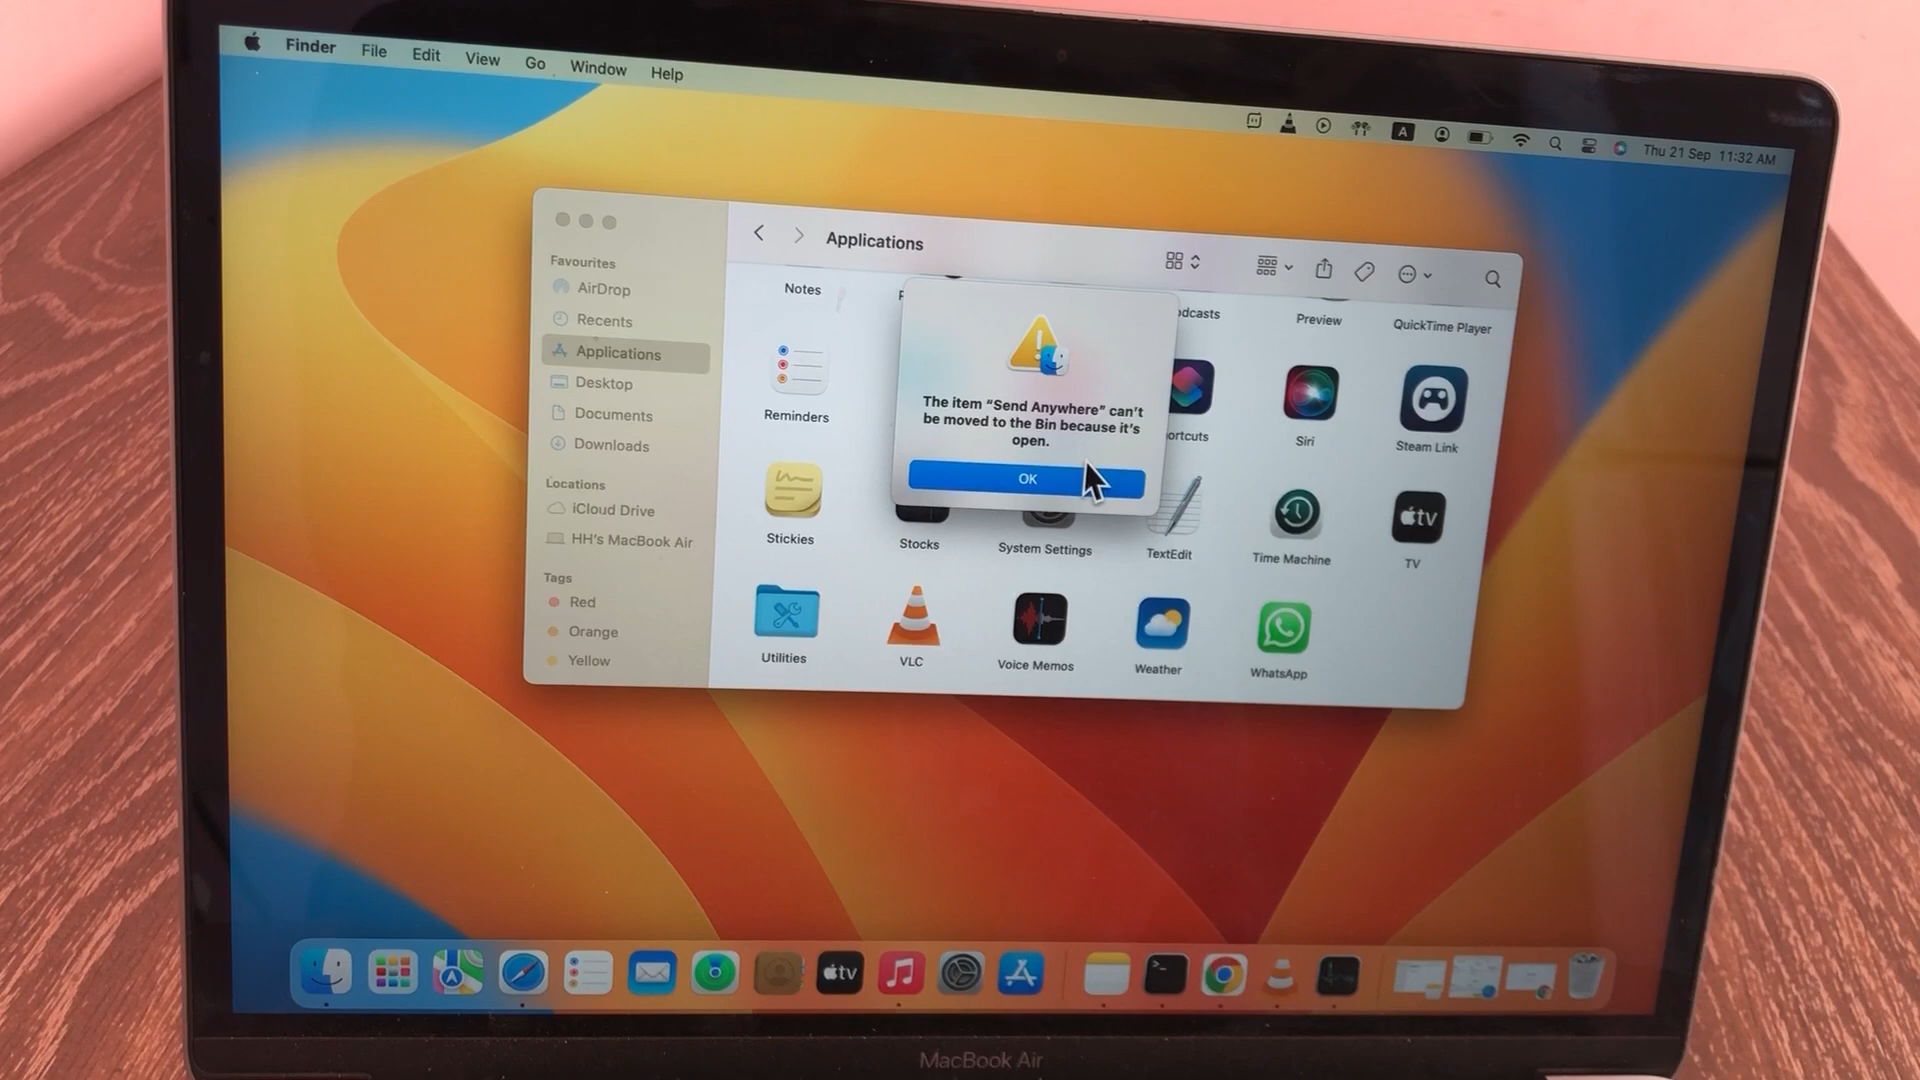 Finder File Edit View Go Window Help
A
Thu 21 Sep 11:32 AM
Applications
Favourites
AirDrop
Recents
Applications
Desktop
Documents
Downloads
Locations
iCloud Drive
HH's MacBook Air
Tags
Red
Orange
Yellow
Notes
Preview
QuickTime Player
Reminders
Siri
Steam Link
The item “Send Anywhere” can’t
be moved to the Bin because it’s
open.
OK
Stickies
Stocks
System Settings
TextEdit
Time Machine
tv
TV
Utilities
VLC
Voice Memos
Weather
WhatsApp
tv
MacBook Air